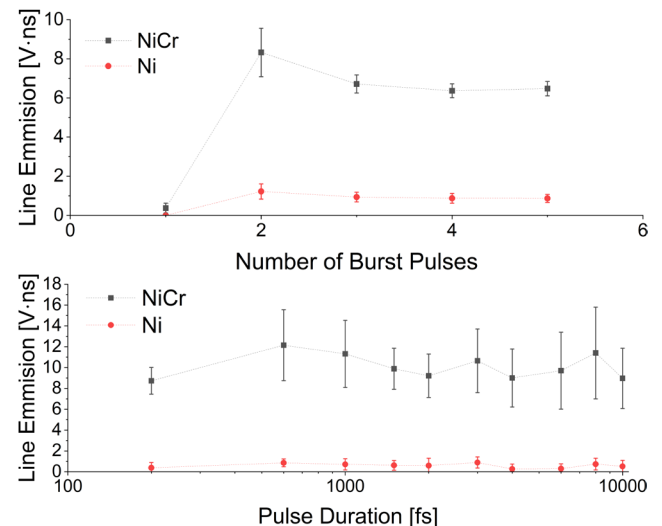 10
8
6
4
2
0
Line Emmision [V·ns]
NiCr
Ni
0
2
4
6
Number of Burst Pulses
18
16
14
12
10
8
6
4
2
0
Line Emmision [V·ns]
NiCr
Ni
100
1000
10000
Pulse Duration [fs]